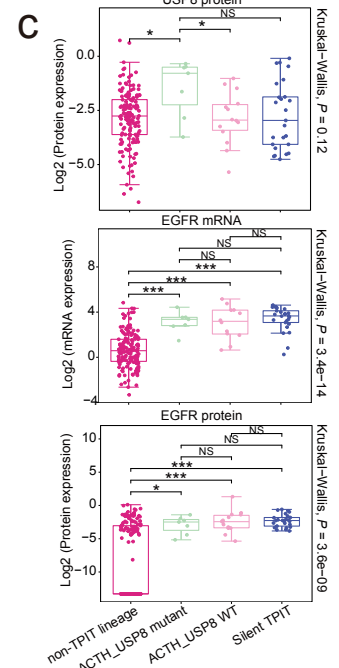 C
USP8 protein
NS
*
*
0.0
−2.5
−5.0
Log2 (Protein expression)
Kruskal−Wallis, P = 0.12
EGFR mRNA
NS
NS
NS
***
***
***
8
4
0
−4
Log2 (mRNA expression)
Kruskal−Wallis, P = 3.4e−14
EGFR protein
NS
NS
NS
***
***
*
10
5
0
−5
−10
Log2 (Protein expression)
Kruskal−Wallis, P = 3.6e−09
non−TPIT lineage
ACTH_USP8 mutant
ACTH_USP8 WT
Silent TPIT